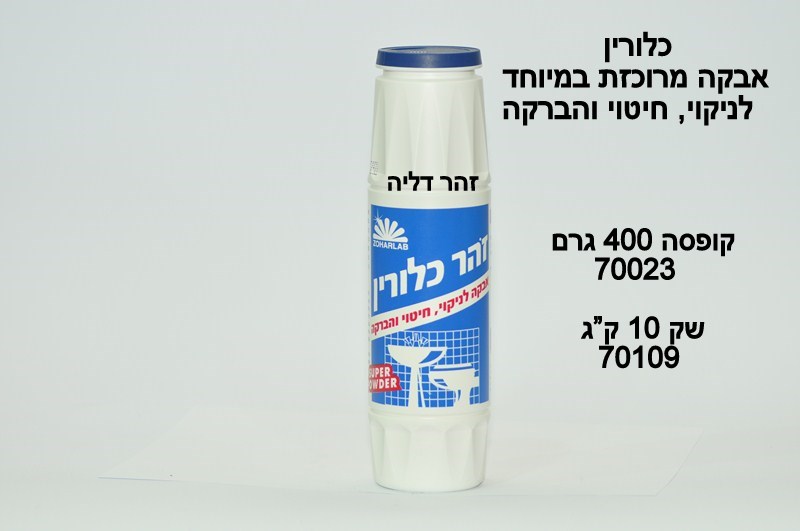 כלורין
אבקה מרוכזת במיוחד
לניקוי, חיטוי והברקה
זהר דליה
ZOHARLAB
זהר כלורין
אבקה לניקוי, חיטוי והברקה
SUPER
POWDER
קופסה 400 גרם
70023
שק 10 ק"ג
70109